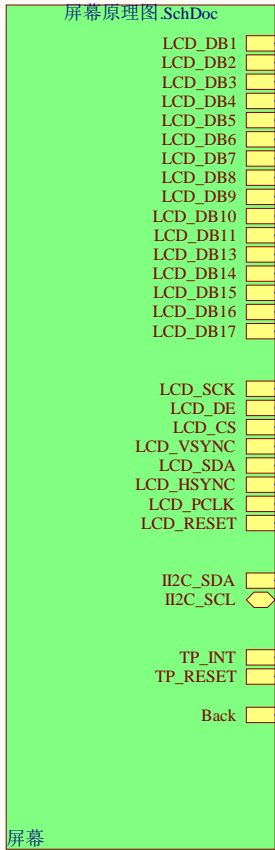 屏幕原理图.SchDoc
LCD_DB1
LCD_DB2
LCD_DB3
LCD_DB4
LCD_DB5
LCD_DB6
LCD_DB7
LCD_DB8
LCD_DB9
LCD_DB10
LCD_DB11
LCD_DB13
LCD_DB14
LCD_DB15
LCD_DB16
LCD_DB17
LCD_SCK
LCD_DE
LCD_CS
LCD_VSYNC
LCD_SDA
LCD_HSYNC
LCD_PCLK
LCD_RESET
II2C_SDA
II2C_SCL
TP_INT
TP_RESET
Back
屏幕